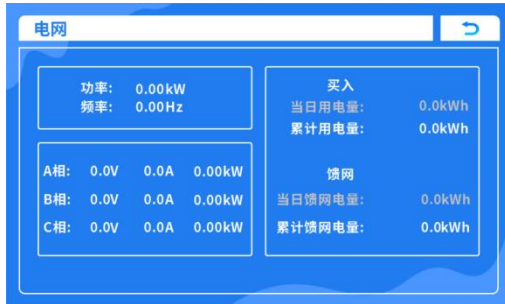 电网
功率: 0.00kW
频率: 0.00Hz
A相: 0.0V 0.0A 0.00kW
B相: 0.0V 0.0A 0.00kW
C相: 0.0V 0.0A 0.00kW
买入
当日用电量: 0.0kWh
累计用电量: 0.0kWh
馈网
当日馈网电量: 0.0kWh
累计馈网电量: 0.0kWh